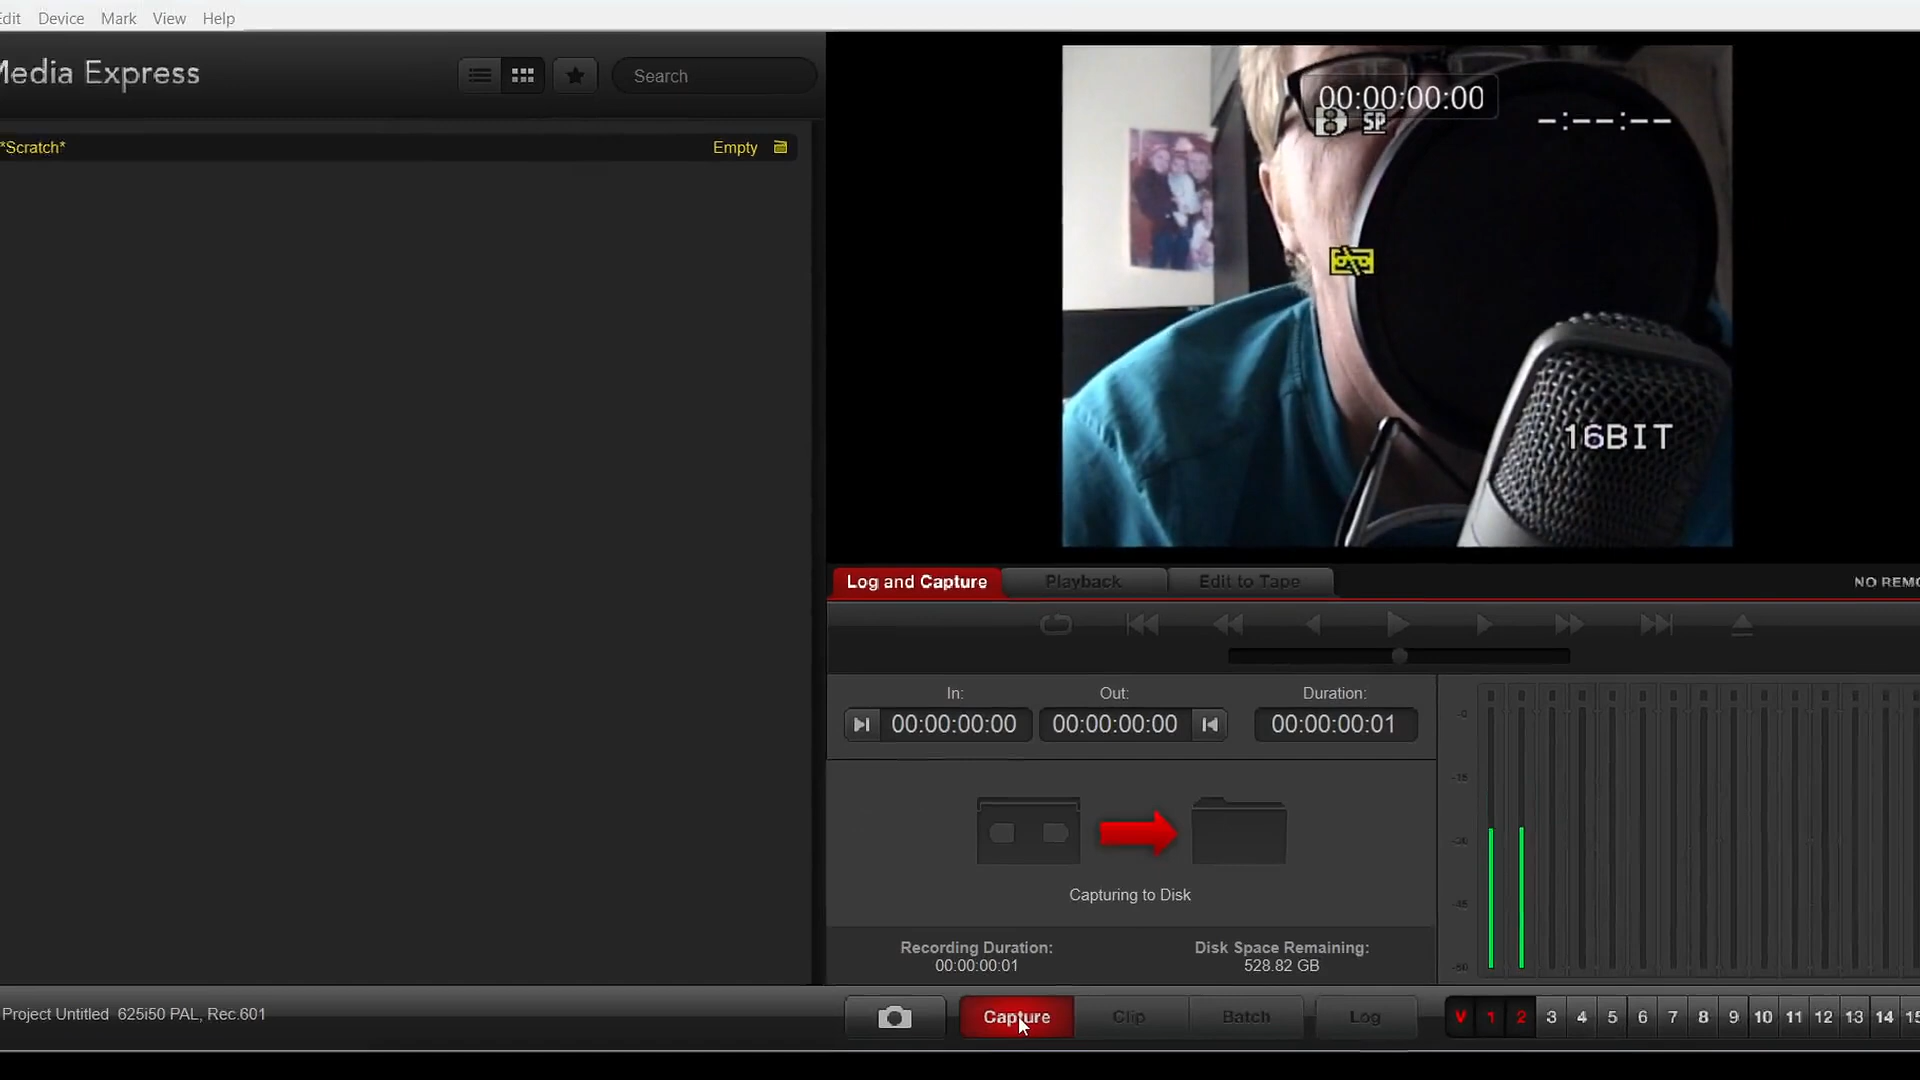 Edit Device Mark View Help
Media Express
Search
*Scratch* Empty
00:00:00:00
SP
-:--:--
16BIT
Log and Capture Playback Edit to Tape NO REMO
In: Out: Duration:
00:00:00:00 00:00:00:00 00:00:00:01
Capturing to Disk
Recording Duration: Disk Space Remaining:
00:00:00:01 528.82 GB
Project Untitled 625i50 PAL, Rec.601
Capture Clip Batch Log V 1 2 3 4 5 6 7 8 9 10 11 12 13 14 15